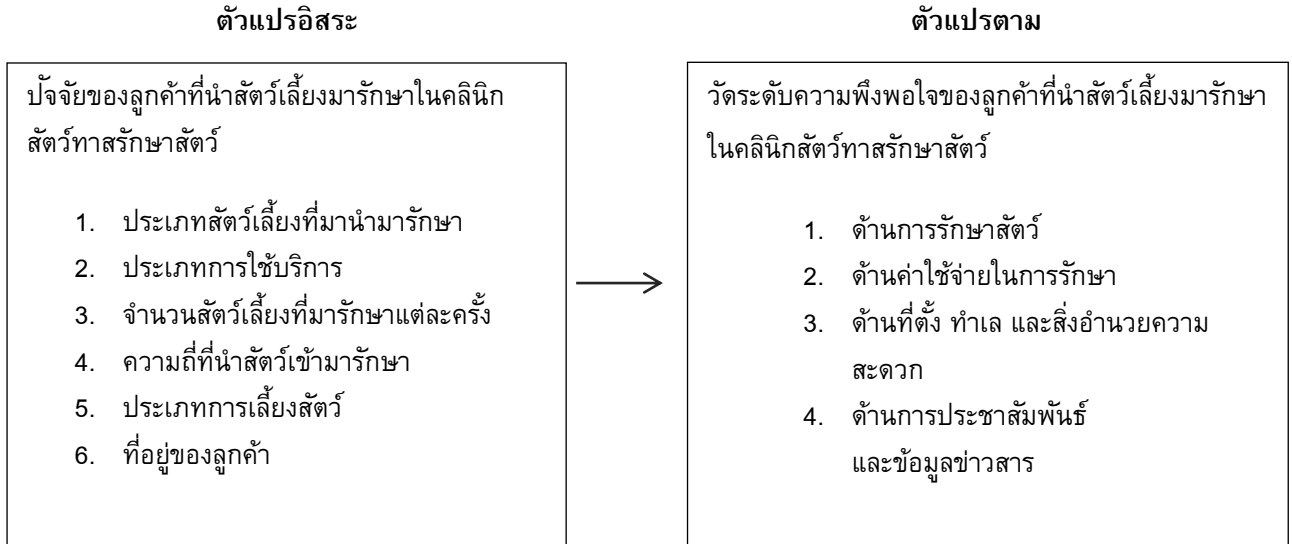 ตัวแปรอิสระ
ปัจจัยของลูกค้าที่นำสัตว์เลี้ยงมารักษาในคลินิก
สัตว์ทาสรักษาสัตว์
1. ประเภทสัตว์เลี้ยงที่มานำมารักษา
2. ประเภทการใช้บริการ
3. จำนวนสัตว์เลี้ยงที่มารักษาแต่ละครั้ง
4. ความถี่ที่นำสัตว์เข้ามารักษา
5. ประเภทการเลี้ยงสัตว์
6. ที่อยู่ของลูกค้า
ตัวแปรตาม
วัดระดับความพึงพอใจของลูกค้าที่นำสัตว์เลี้ยงมารักษา
ในคลินิกสัตว์ทาสรักษาสัตว์
1. ด้านการรักษาสัตว์
2. ด้านค่าใช้จ่ายในการรักษา
3. ด้านที่ตั้ง ทำเล และสิ่งอำนวยความ
สะดวก
4. ด้านการประชาสัมพันธ์
และข้อมูลข่าวสาร